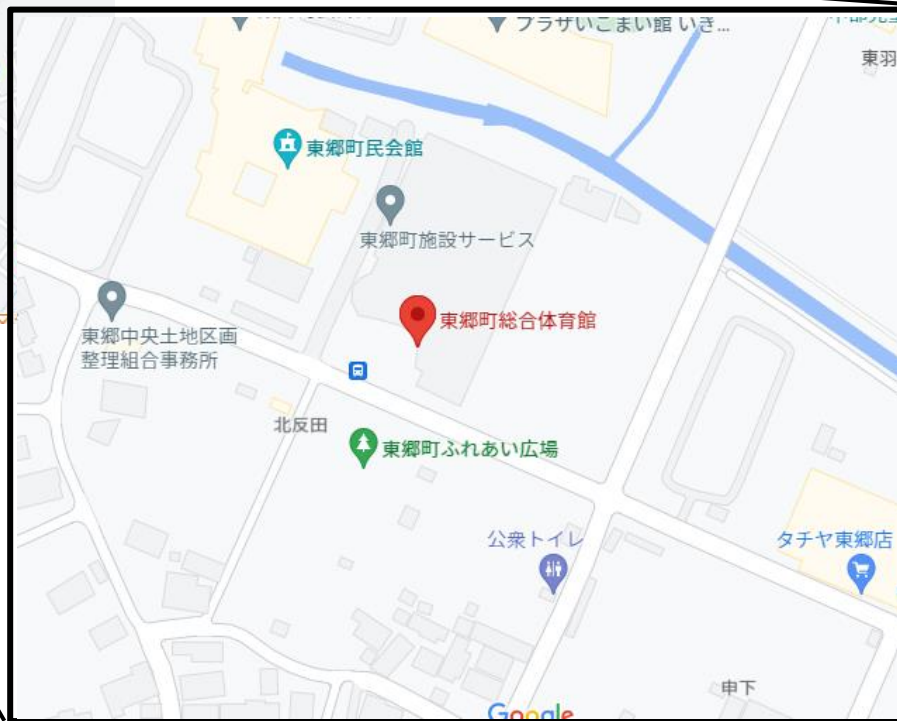 プラザいこまい館 いき...
東羽
東郷町民会館
東郷町施設サービス
東郷町総合体育館
東郷中央土地区画
整理組合事務所
北反田
東郷町ふれあい広場
公衆トイレ
タチヤ東郷店
申下
Google